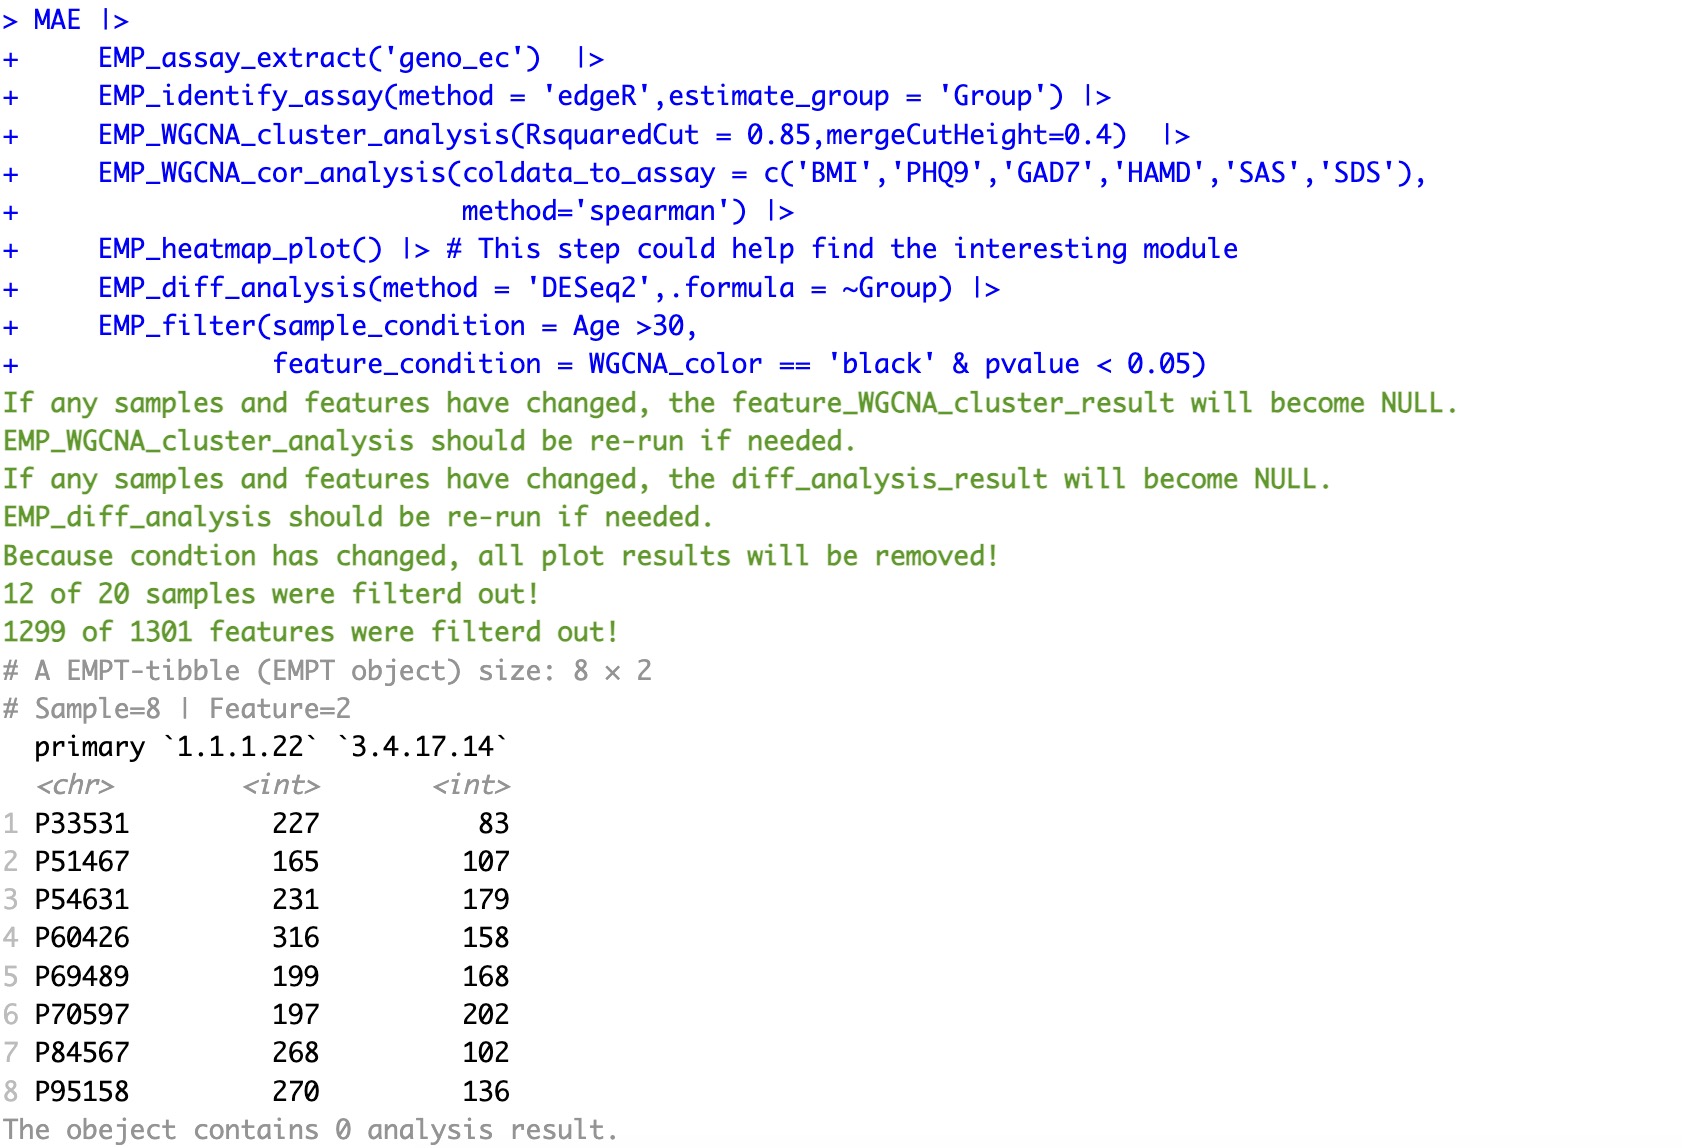 > MAE |>
+     EMP_assay_extract('geno_ec')  |>
+     EMP_identify_assay(method = 'edgeR',estimate_group = 'Group') |>
+     EMP_WGCNA_cluster_analysis(RsquaredCut = 0.85,mergeCutHeight=0.4)  |>
+     EMP_WGCNA_cor_analysis(coldata_to_assay = c('BMI','PHQ9','GAD7','HAMD','SAS','SDS'),
+                            method='spearman') |>
+     EMP_heatmap_plot() |> # This step could help find the interesting module
+     EMP_diff_analysis(method = 'DESeq2',.formula = ~Group) |>
+     EMP_filter(sample_condition = Age >30,
+                feature_condition = WGCNA_color == 'black' & pvalue < 0.05)
If any samples and features have changed, the feature_WGCNA_cluster_result will become NULL.
EMP_WGCNA_cluster_analysis should be re-run if needed.
If any samples and features have changed, the diff_analysis_result will become NULL.
EMP_diff_analysis should be re-run if needed.
Because condtion has changed, all plot results will be removed!
12 of 20 samples were filterd out!
1299 of 1301 features were filterd out!
# A EMPT-tibble (EMPT object) size: 8 × 2
# Sample=8 | Feature=2
  primary `1.1.1.22` `3.4.17.14`
  <chr>        <int>       <int>
1 P33531         227          83
2 P51467         165         107
3 P54631         231         179
4 P60426         316         158
5 P69489         199         168
6 P70597         197         202
7 P84567         268         102
8 P95158         270         136
The obeject contains 0 analysis result.